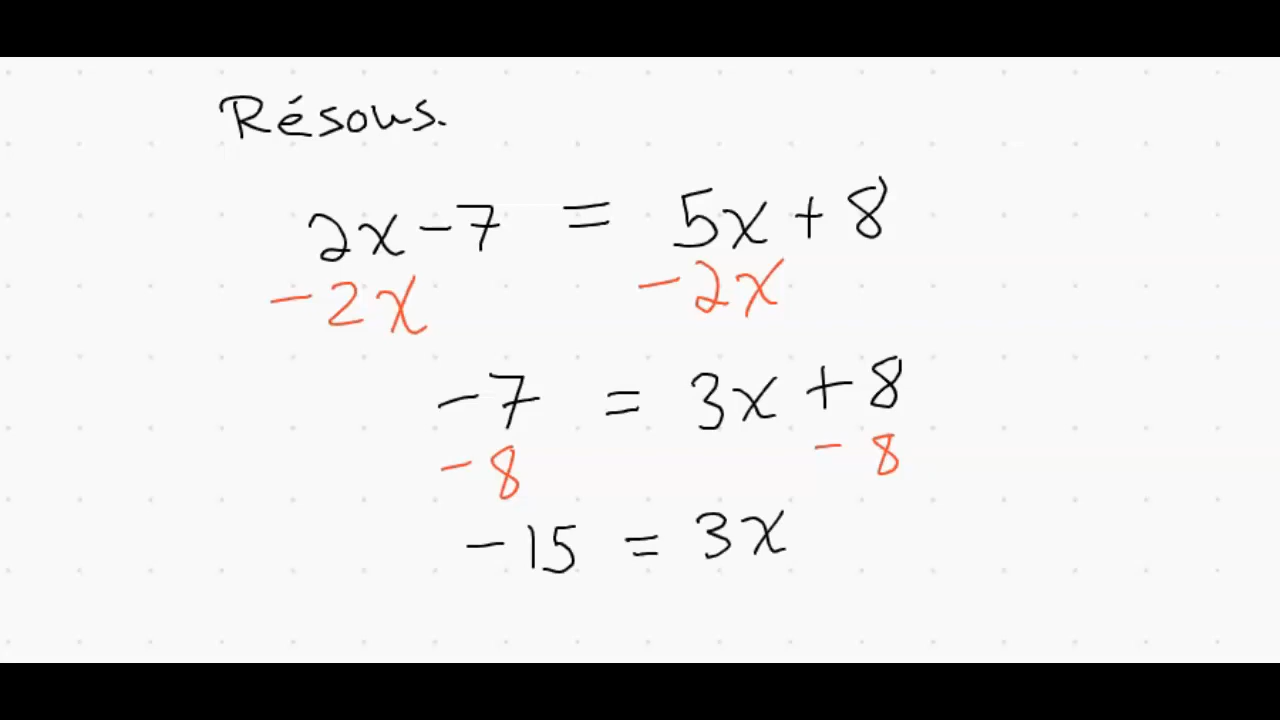 Résous.
2x - 7 = 5x + 8
- 2x - 2x
- 7 = 3x + 8
- 8 - 8
- 15 = 3x